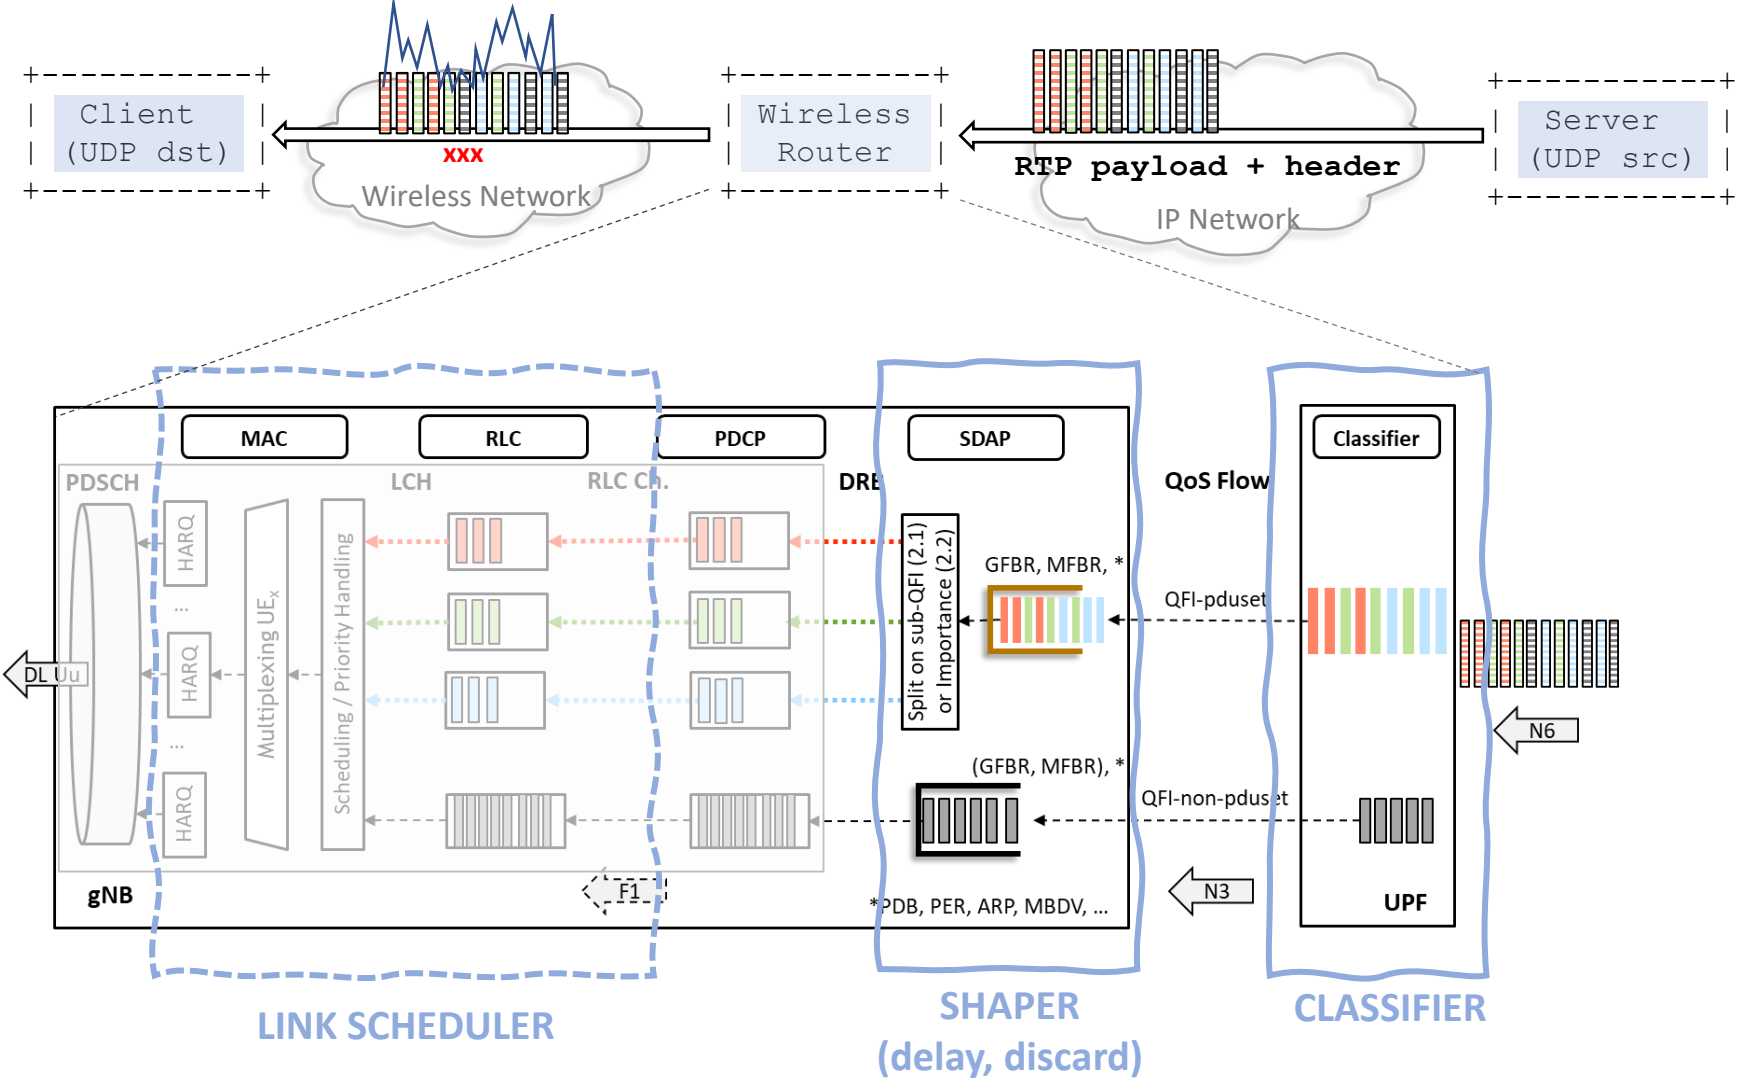 Client
(UDP dst)
xxx
Wireless Network
Wireless
Router
RTP payload + header
IP Network
Server
(UDP src)
MAC
RLC
PDCP
SDAP
Classifier
PDSCH
LCH
RLC Ch.
DRB
QoS Flow
HARQ
...
HARQ
...
HARQ
Multiplexing UEx
Scheduling / Priority Handling
Split on sub-QFI (2.1)
or Importance (2.2)
GFBR, MFBR, *
QFI-pduset
(GFBR, MFBR), *
QFI-non-pduset
DL Uu
N6
gNB
F1
*PDB, PER, ARP, MBDV, ...
N3
UPF
LINK SCHEDULER
SHAPER
(delay, discard)
CLASSIFIER